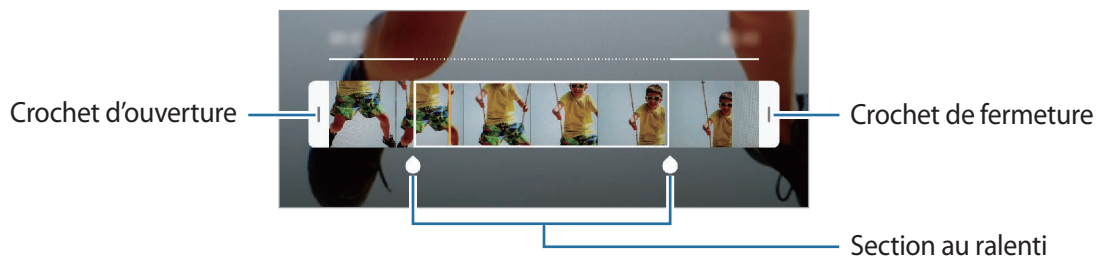 Crochet d'ouverture
Crochet de fermeture
Section au ralenti